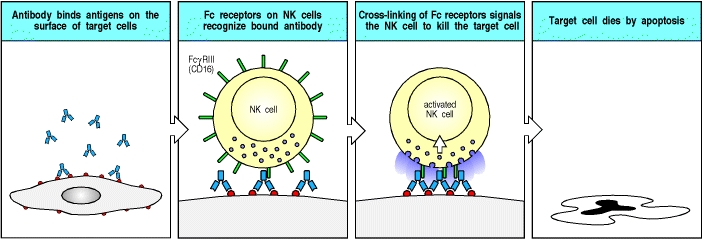 Antibody binds antigens on the
surface of target cells
Fc receptors on NK cells
recognize bound antibody
Cross-linking of Fc receptors signals
the NK cell to kill the target cell
Target cell dies by apoptosis
FcγRIII
(CD16)
NK cell
activated
NK cell